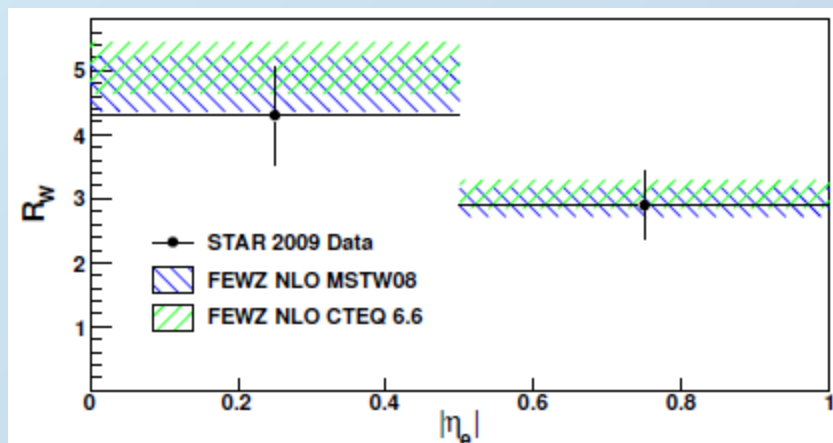 5
4
3
2
1
R_W
STAR 2009 Data
FEWZ NLO MSTW08
FEWZ NLO CTEQ 6.6
0
0.2
0.4
0.6
0.8
1
|η_e|